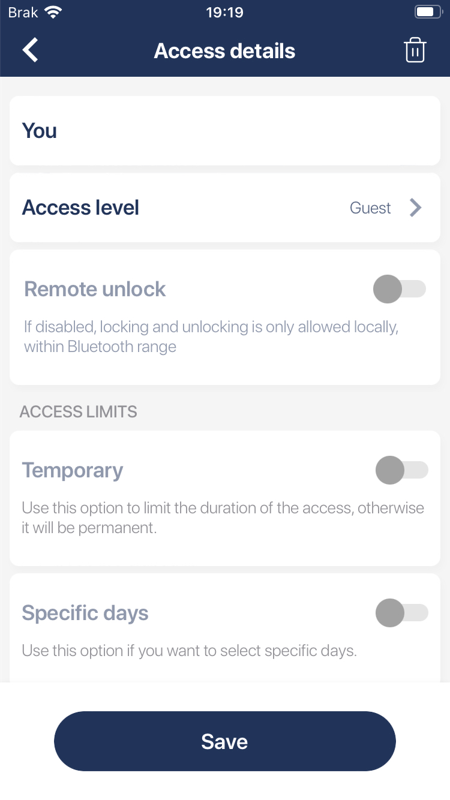 Brak 19:19
Access details
You
Access level Guest
Remote unlock
If disabled, locking and unlocking is only allowed locally,
within Bluetooth range
ACCESS LIMITS
Temporary
Use this option to limit the duration of the access, otherwise
it will be permanent.
Specific days
Use this option if you want to select specific days.
Save